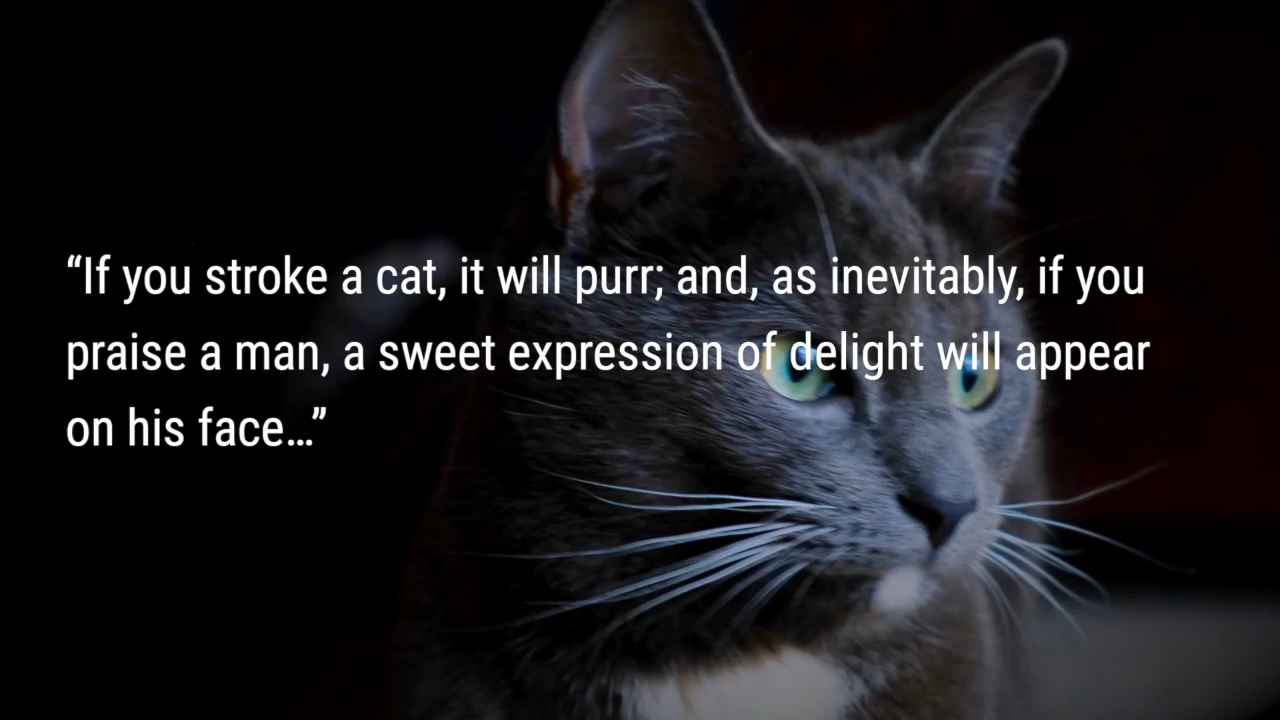 “If you stroke a cat, it will purr; and, as inevitably, if you
praise a man, a sweet expression of delight will appear
on his face…”